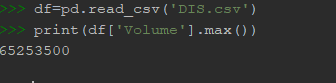 >>> df=pd.read_csv('DIS.csv')
>>> print(df['Volume'].max())
65253500